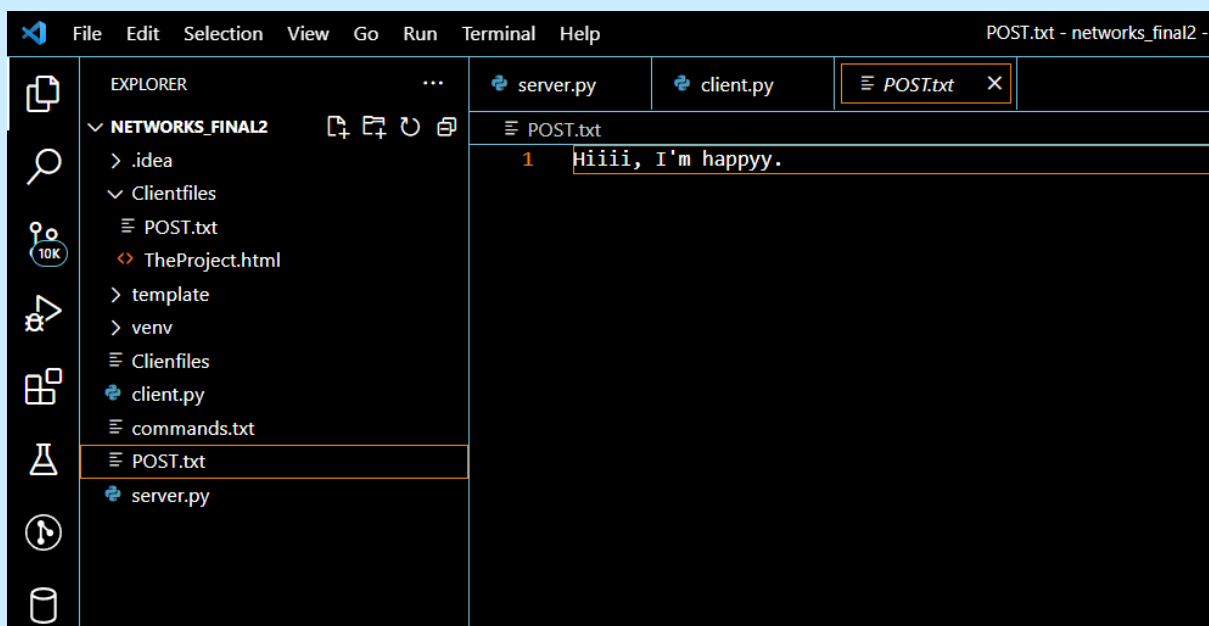 File Edit Selection View Go Run Terminal Help
POST.txt - networks_final2 -
EXPLORER
server.py
client.py
POST.txt
NETWORKS_FINAL2
POST.txt
1 Hiiii, I'm happyy.
.idea
Clientfiles
POST.txt
TheProject.html
template
venv
Clienfiles
client.py
commands.txt
POST.txt
server.py
10K